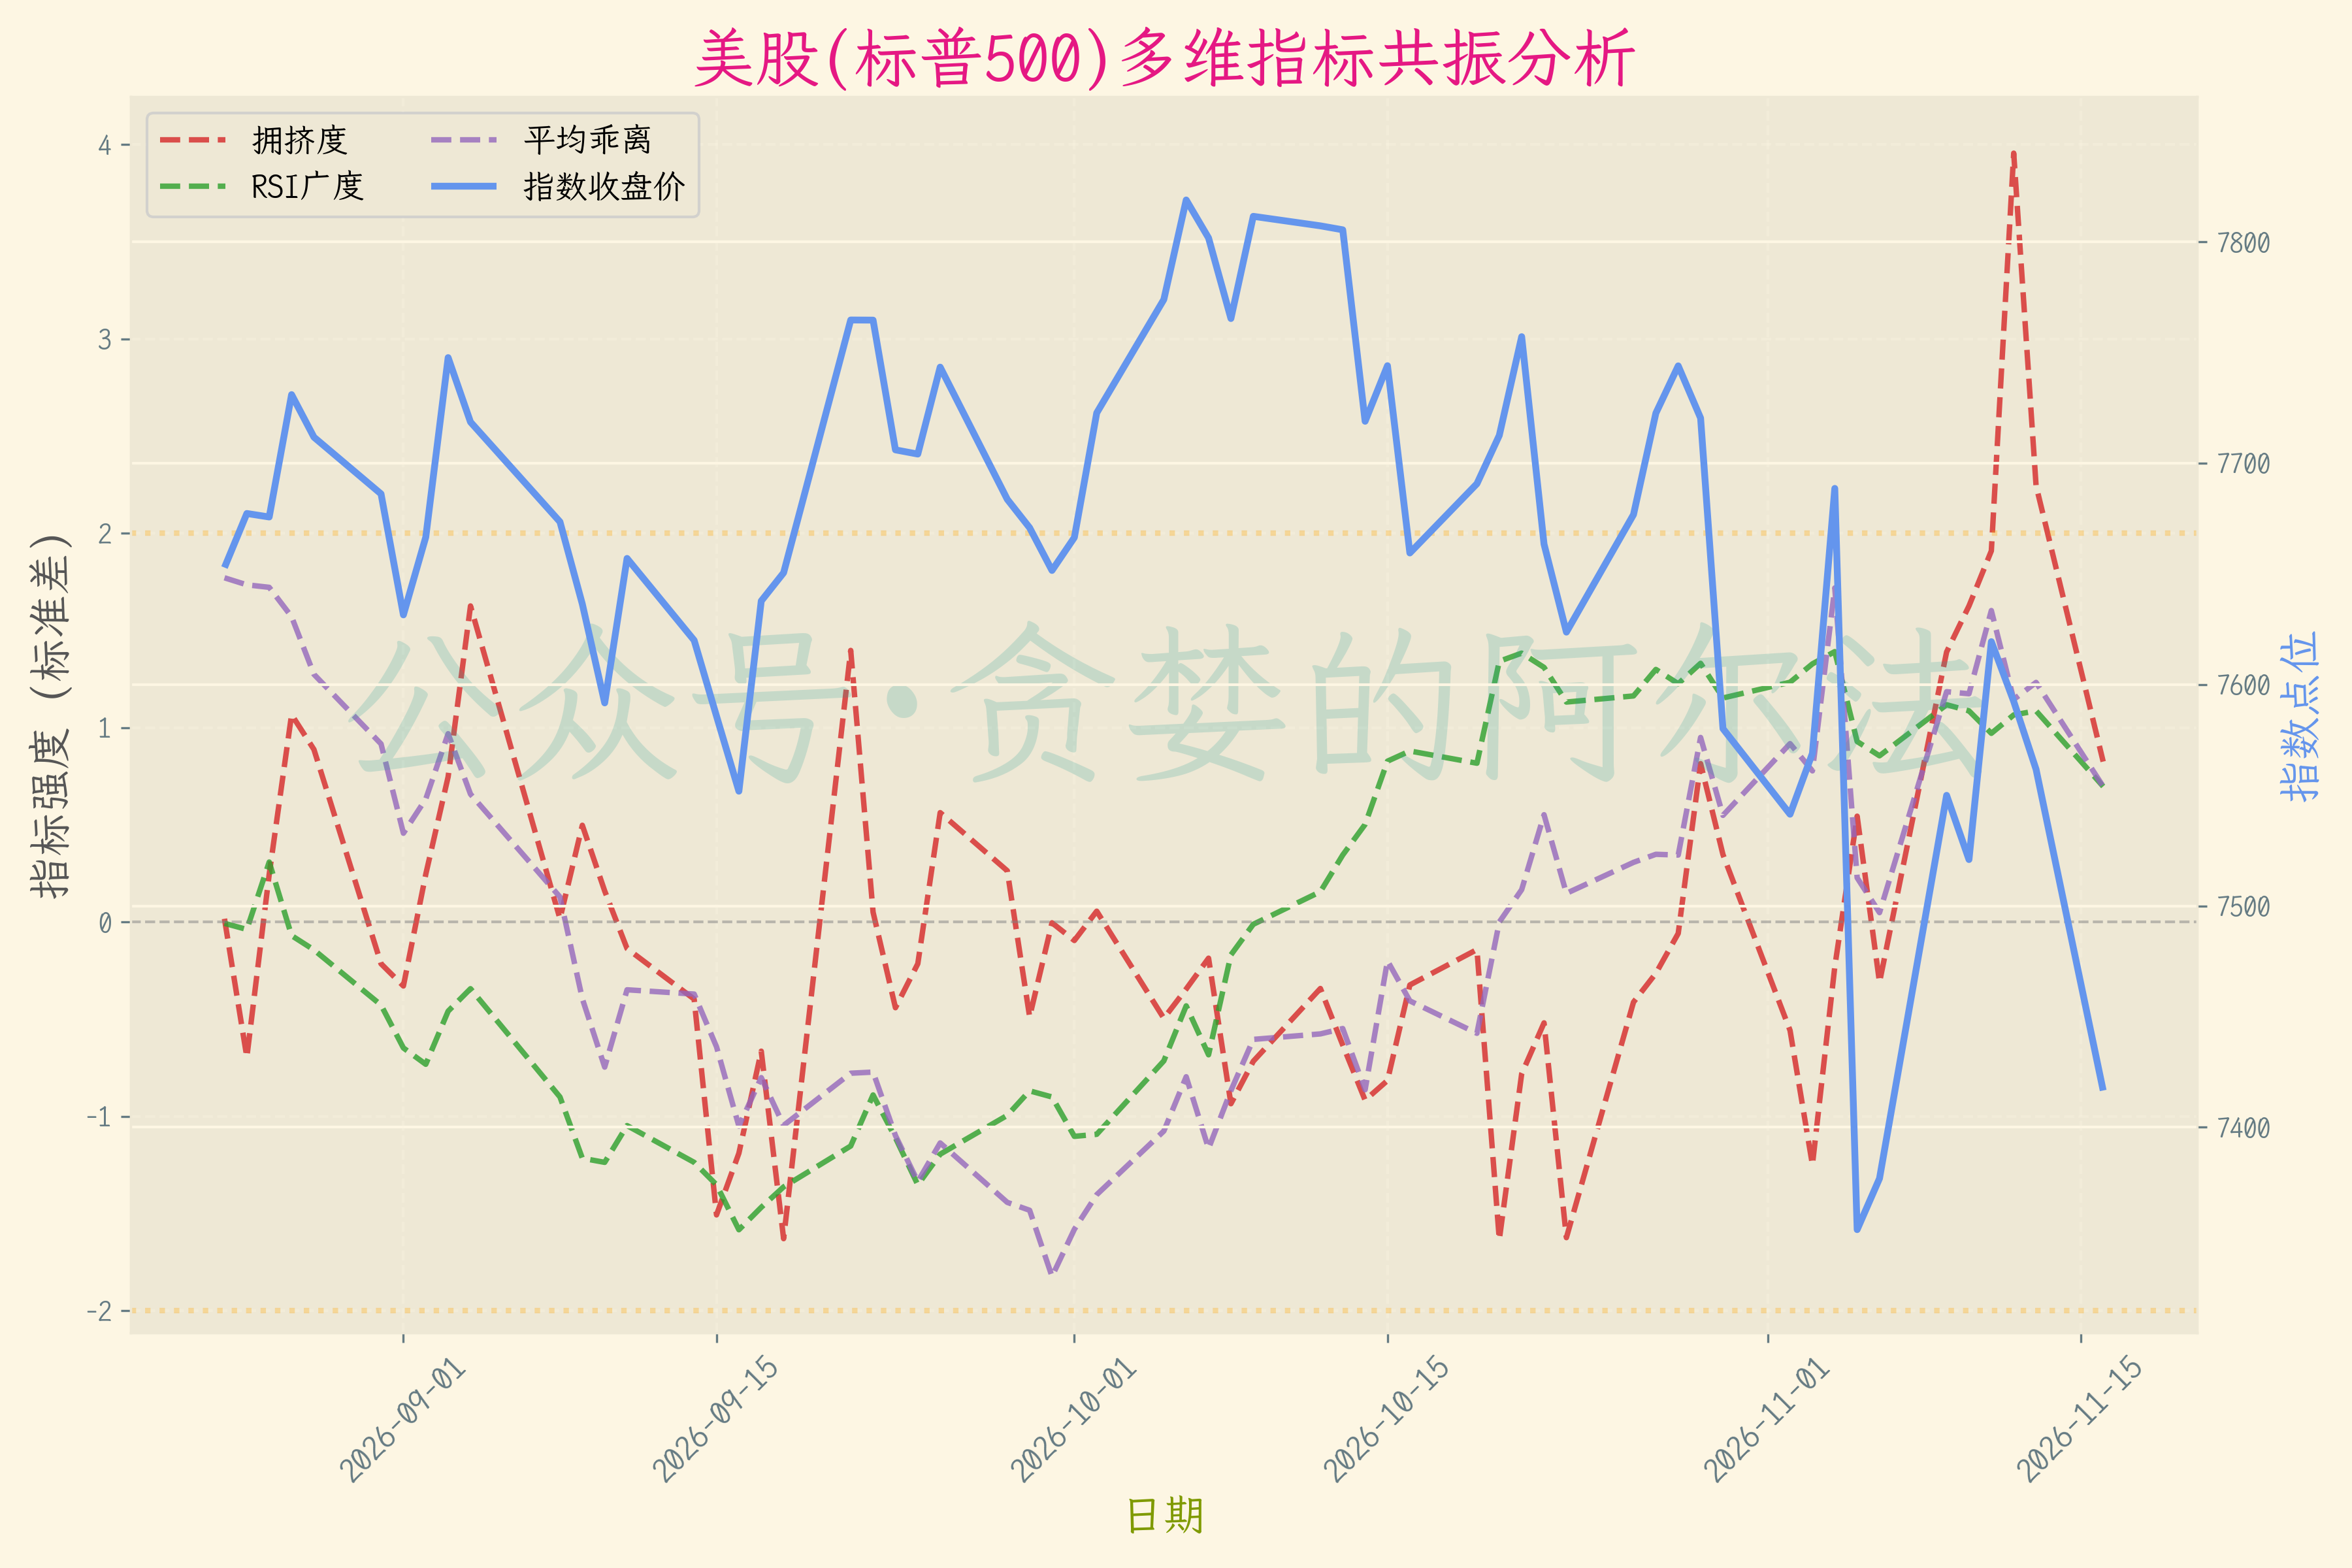 美股(标普500)多维指标共振分析
拥挤度
RSI广度
平均乖离
指数收盘价
指标强度 (标准差)
4
3
2
1
0
-1
-2
7800
7700
7600
7500
7400
指数点位
公众号·贪婪的阿尔法
2026-09-01
2026-09-15
2026-10-01
2026-10-15
2026-11-01
2026-11-15
日期